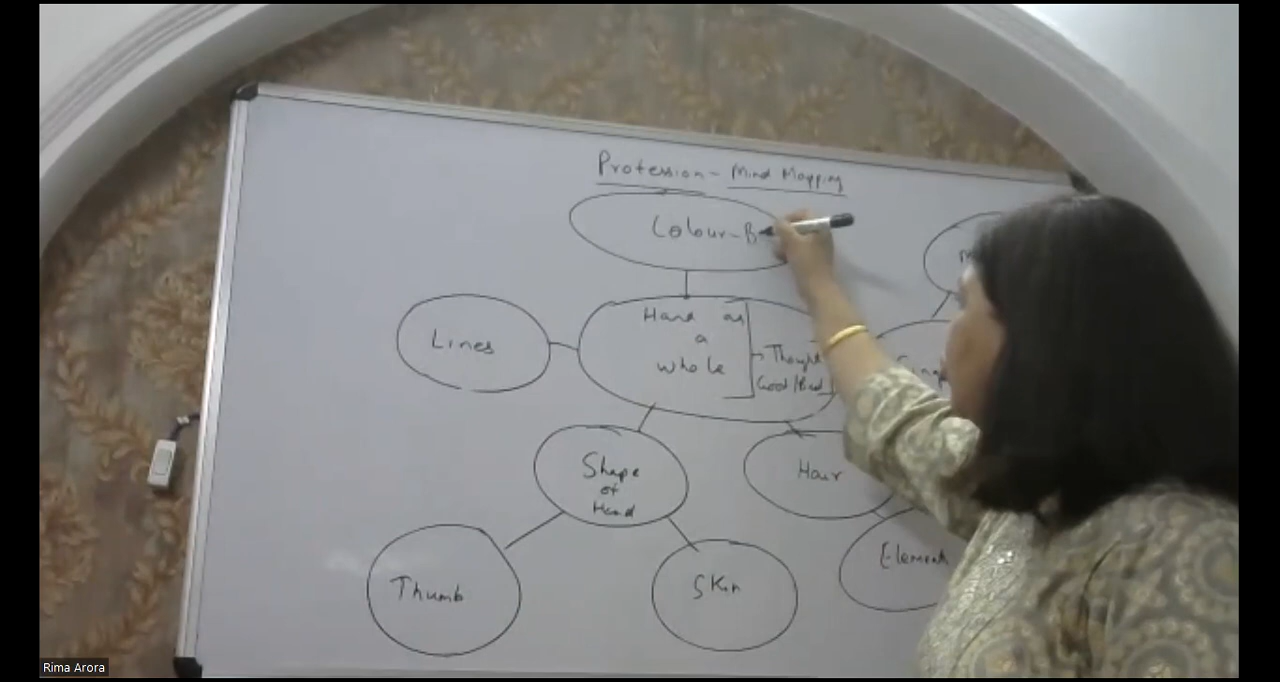 Profession - Mind Mapping
Colour-B
Hand as
a
whole
Thought
Good/Bad
Lines
Shape
of
Hand
Hair
Element
Thumb
Skin
Rima Arora